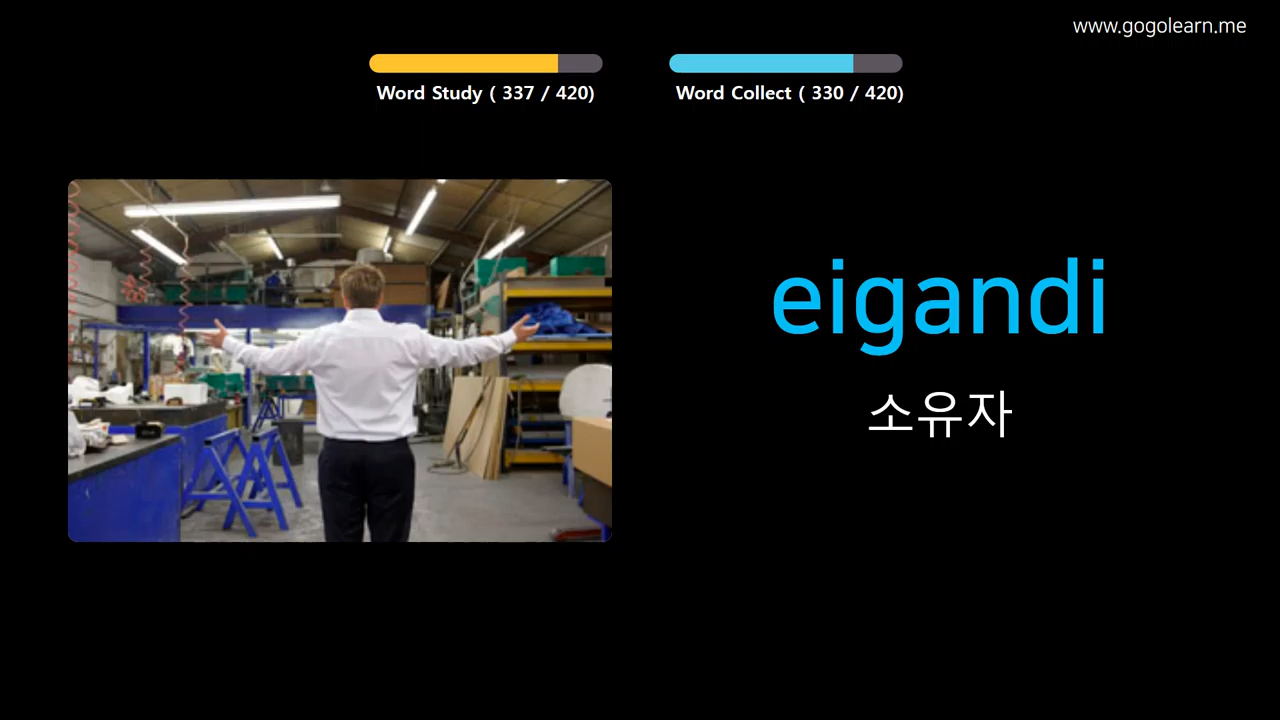 www.gogolearn.me
Word Study ( 337 / 420)
Word Collect ( 330 / 420)
eigandi
소유자